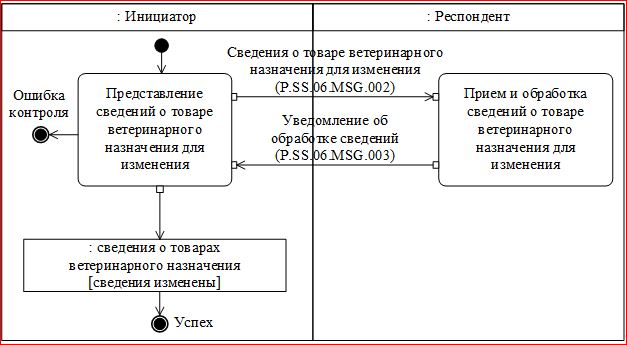 : Инициатор
: Респондент
Сведения о товаре ветеринарного
назначения для изменения
(P.SS.06.MSG.002)
Ошибка
контроля
Представление
сведений о товаре
ветеринарного
назначения для
изменения
Прием и обработка
сведений о товаре
ветеринарного
назначения для
изменения
Уведомление об
обработке сведений
(P.SS.06.MSG.003)
: сведения о товарах
ветеринарного назначения
[сведения изменены]
Успех